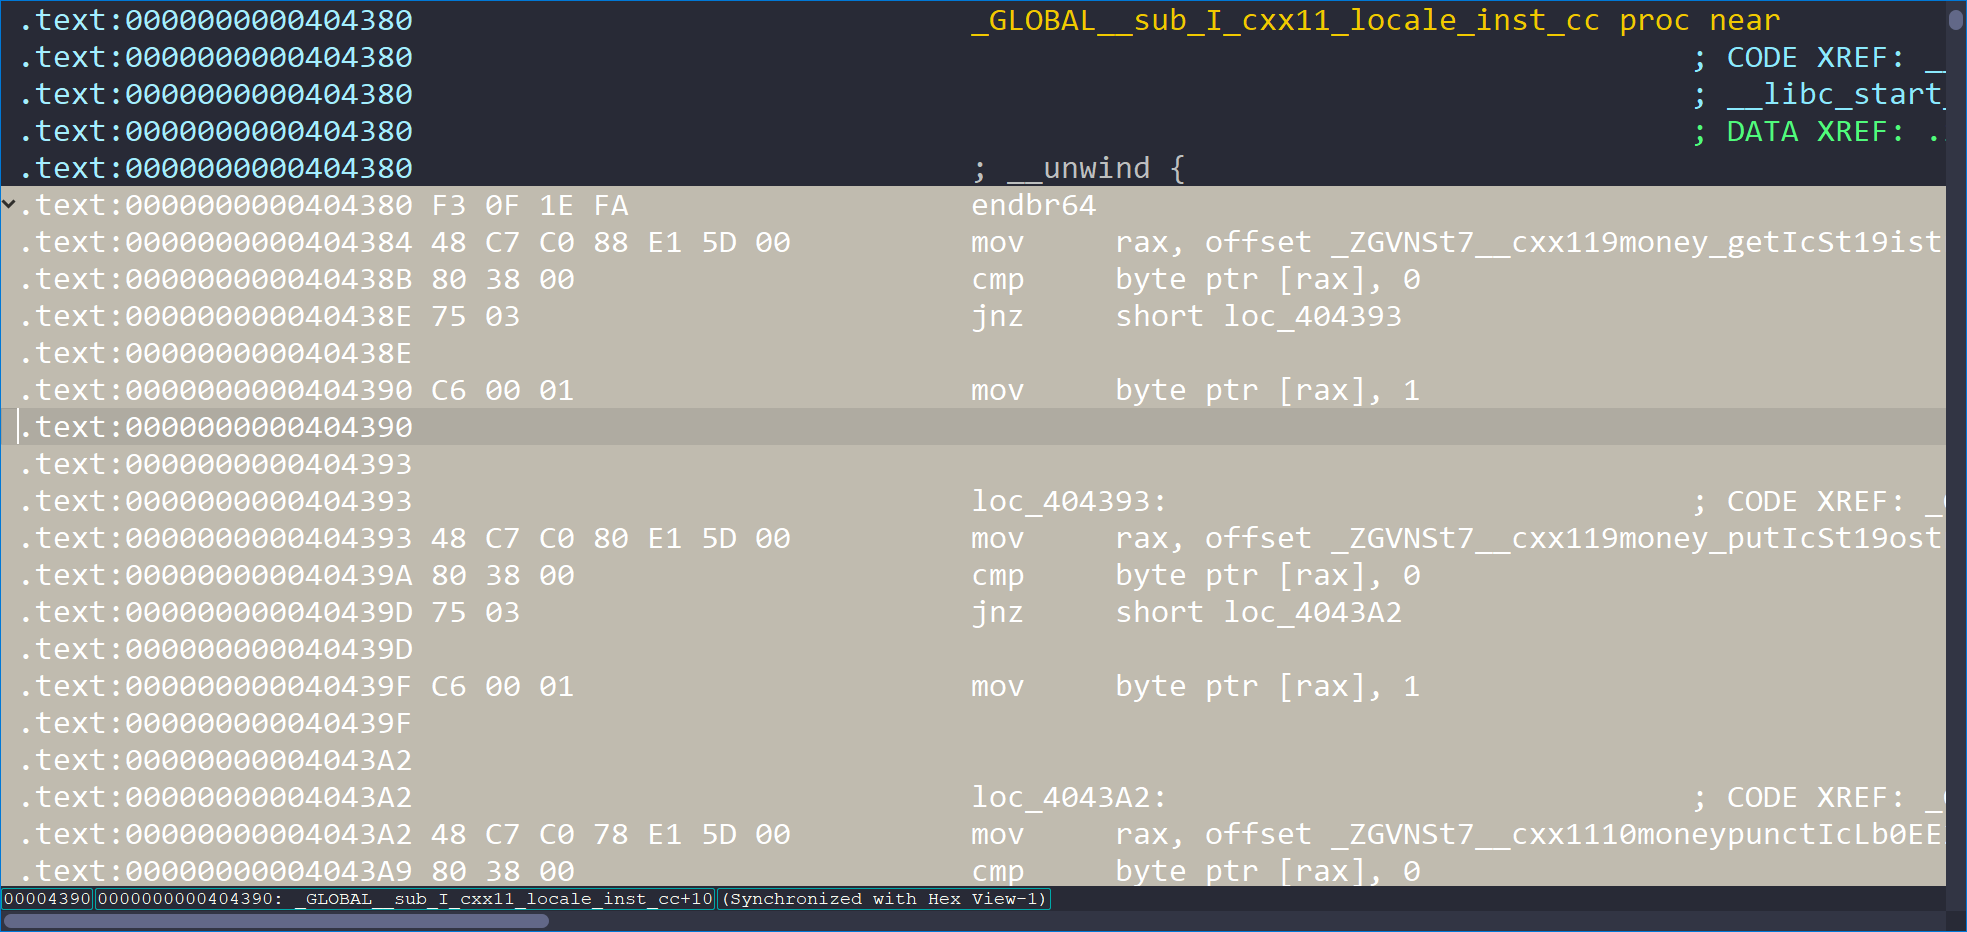 .text:0000000000404380 _GLOBAL__sub_I_cxx11_locale_inst_cc proc near
.text:0000000000404380 ; CODE XREF: _
.text:0000000000404380 ; __libc_start_
.text:0000000000404380 ; DATA XREF: .
.text:0000000000404380 ; __unwind {
.text:0000000000404380 F3 0F 1E FA endbr64
.text:0000000000404384 48 C7 C0 88 E1 5D 00 mov rax, offset _ZGVNSt7__cxx119money_getIcSt19ist
.text:000000000040438B 80 38 00 cmp byte ptr [rax], 0
.text:000000000040438E 75 03 jnz short loc_404393
.text:000000000040438E
.text:0000000000404390 C6 00 01 mov byte ptr [rax], 1
.text:0000000000404390
.text:0000000000404393
.text:0000000000404393 loc_404393: ; CODE XREF: _
.text:0000000000404393 48 C7 C0 80 E1 5D 00 mov rax, offset _ZGVNSt7__cxx119money_putIcSt19ost
.text:000000000040439A 80 38 00 cmp byte ptr [rax], 0
.text:000000000040439D 75 03 jnz short loc_4043A2
.text:000000000040439D
.text:000000000040439F C6 00 01 mov byte ptr [rax], 1
.text:000000000040439F
.text:00000000004043A2
.text:00000000004043A2 loc_4043A2: ; CODE XREF: _
.text:00000000004043A2 48 C7 C0 78 E1 5D 00 mov rax, offset _ZGVNSt7__cxx1110moneypunctIcLb0EE
.text:00000000004043A9 80 38 00 cmp byte ptr [rax], 0
00004390 0000000000404390: _GLOBAL__sub_I_cxx11_locale_inst_cc+10 (Synchronized with Hex View-1)